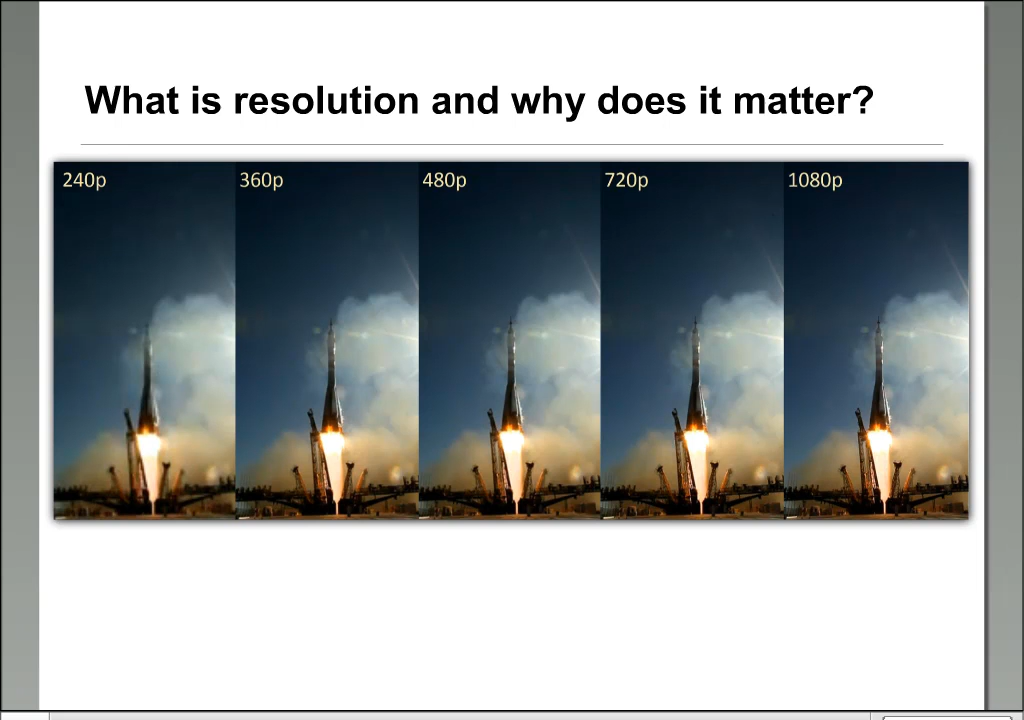 What is resolution and why does it matter?
240p 360p 480p 720p 1080p